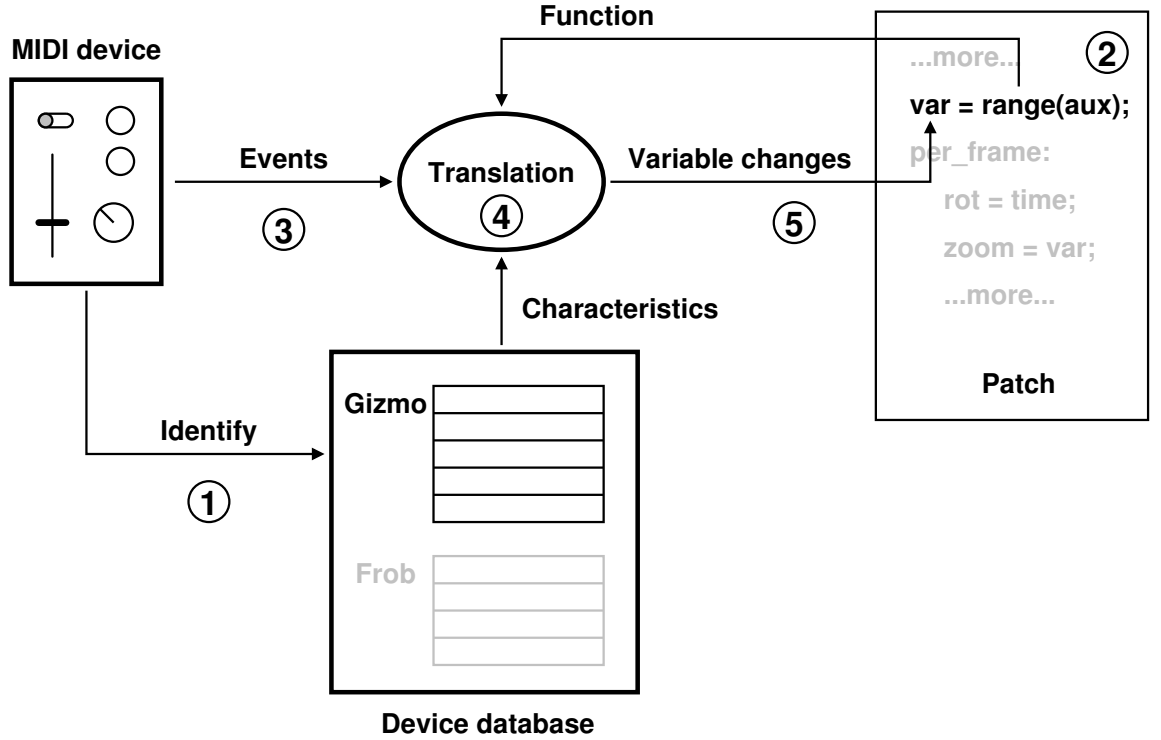 Function
MIDI device
...more...
2
var = range(aux);
Events
Translation
Variable changes
per_frame:
3
4
5
rot = time;
zoom = var;
...more...
Characteristics
Patch
Gizmo
Identify
1
Frob
Device database